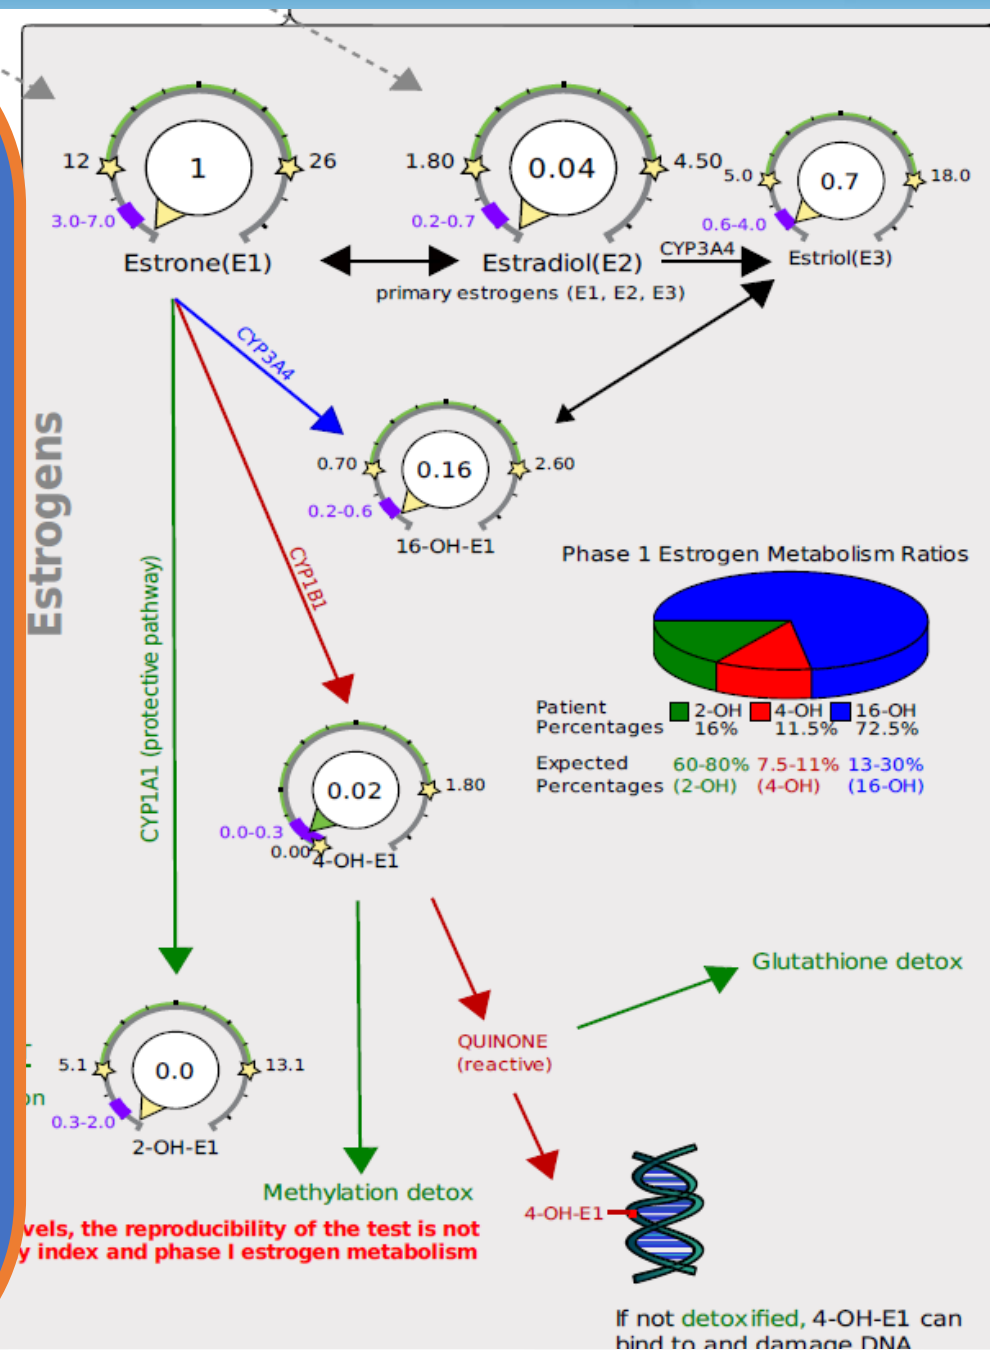 12
1
26
3.0-7.0
Estrone(E1)
1.80
0.04
4.50
0.2-0.7
Estradiol(E2)
CYP3A4
5.0
0.7
18.0
0.6-4.0
Estriol(E3)
primary estrogens (E1, E2, E3)
CYP3A4
0.70
0.16
2.60
0.2-0.6
16-OH-E1
Estrogens
CYP1B1
CYP1A1 (protective pathway)
Phase 1 Estrogen Metabolism Ratios
Patient Percentages
2-OH 16%
4-OH 11.5%
16-OH 72.5%
Expected Percentages
60-80% (2-OH)
7.5-11% (4-OH)
13-30% (16-OH)
0.02
1.80
0.0-0.3
0.00
4-OH-E1
Glutathione detox
QUINONE
(reactive)
5.1
0.0
13.1
0.3-2.0
2-OH-E1
Methylation detox
4-OH-E1
the reproducibility of the test is not
index and phase I estrogen metabolism
If not detoxified, 4-OH-E1 can
bind to and damage DNA